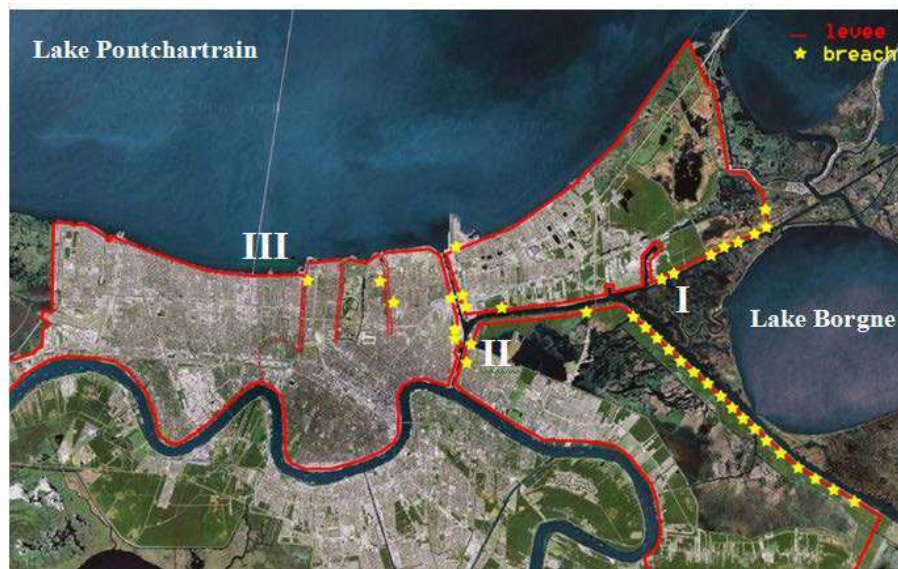 Lake Pontchartrain
levee
breach
III
I
Lake Borgne
II